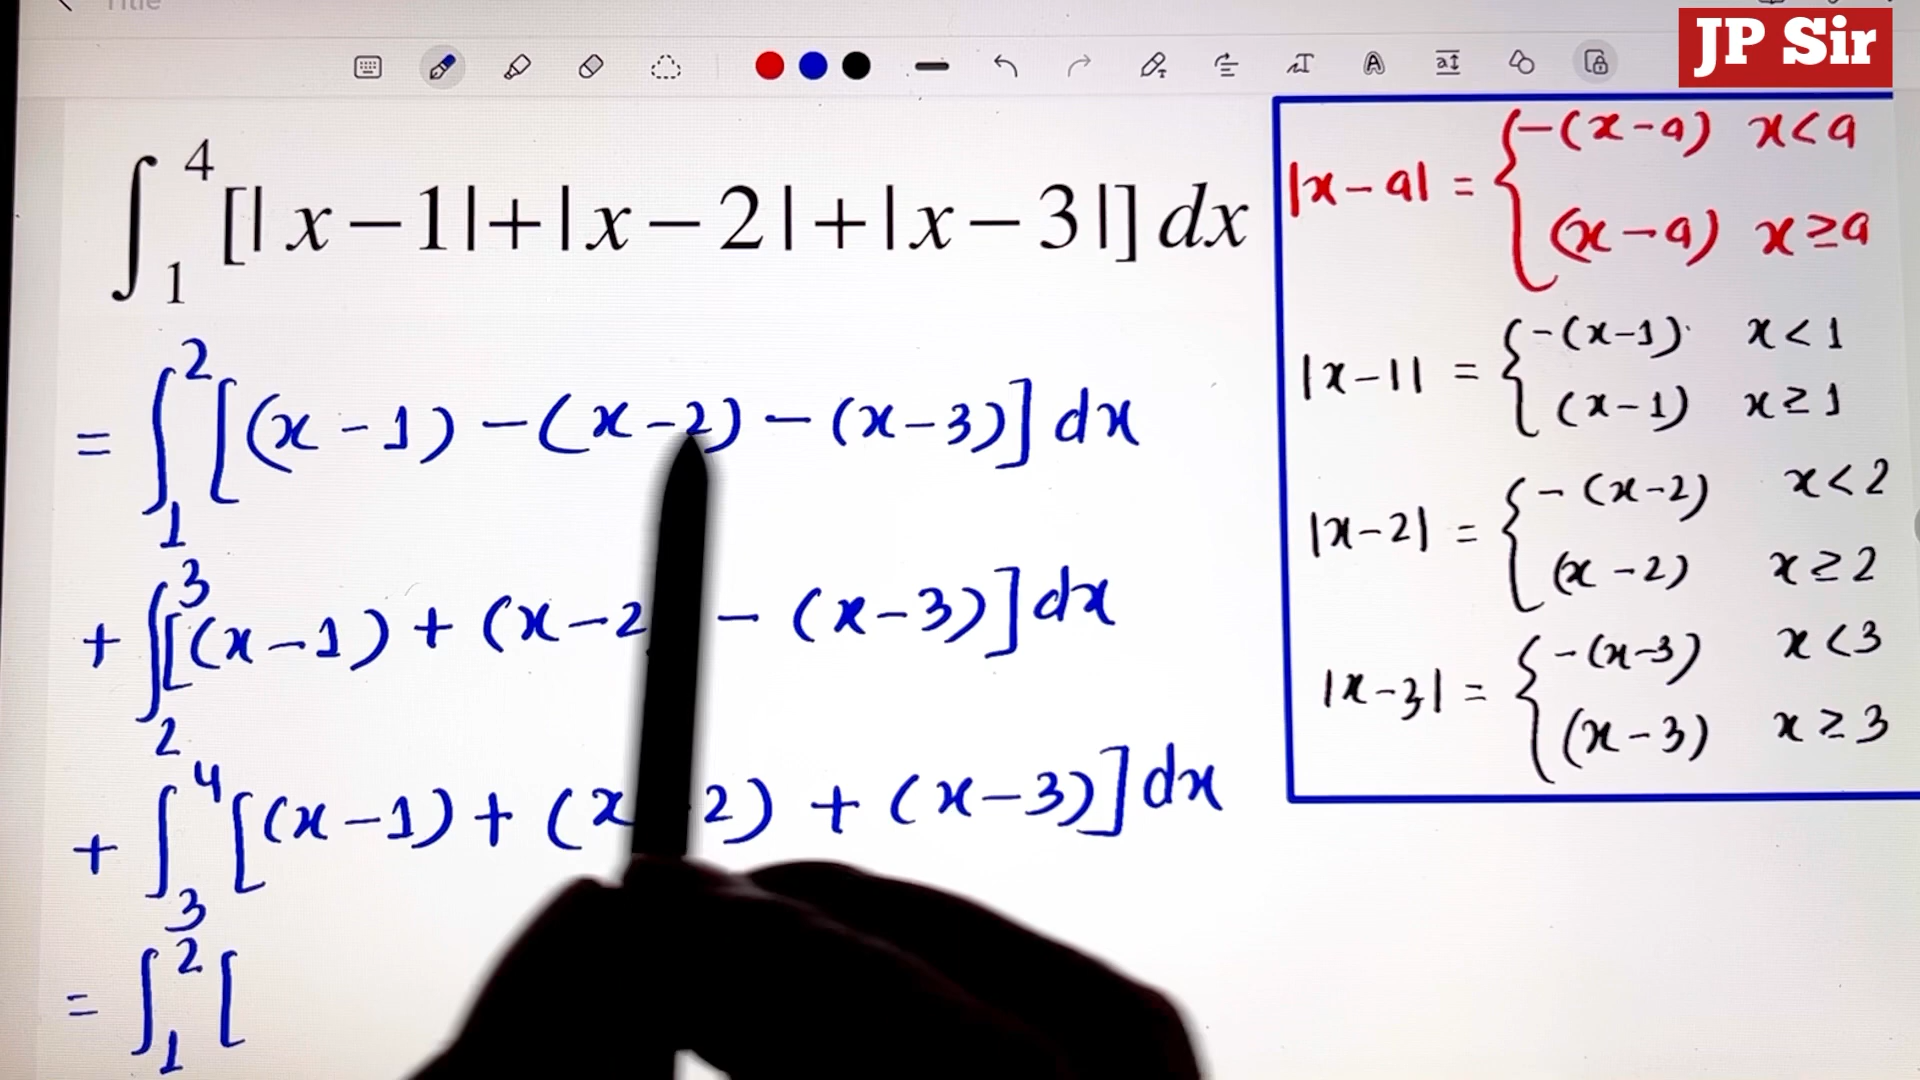 Title
JP Sir
∫₁⁴ [|x−1|+|x−2|+|x−3|] dx
= ∫₁² [(x−1) −(x−2) −(x−3)] dx
+ ∫₂³ [(x−1) + (x−2 − (x−3)] dx
+ ∫₃⁴ [(x−1) + (x 2) + (x−3)] dx
= ∫₁² [
|x−a| = { −(x−a) x<a
(x−a) x≥a
|x−1| = { −(x−1) x<1
(x−1) x≥1
|x−2| = { −(x−2) x<2
(x−2) x≥2
|x−3| = { −(x−3) x<3
(x−3) x≥3